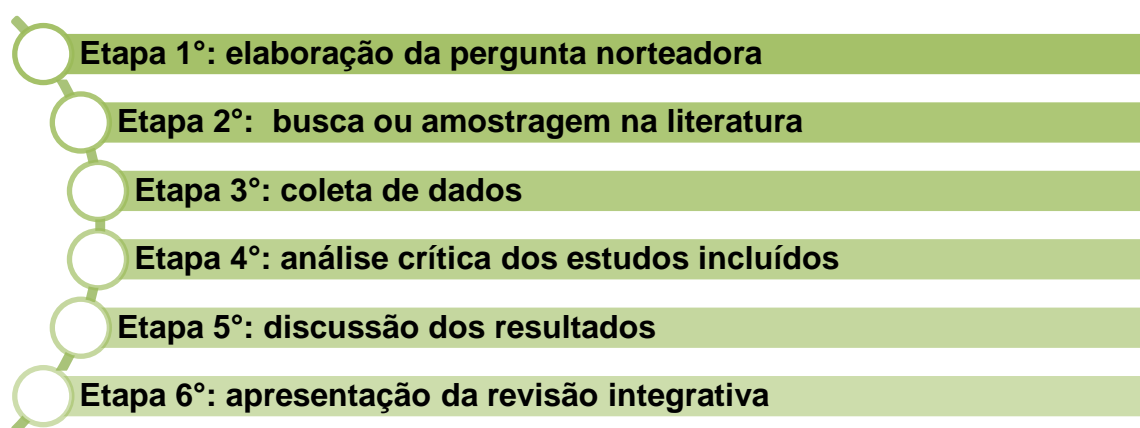 Etapa 1°: elaboração da pergunta norteadora
Etapa 2°: busca ou amostragem na literatura
Etapa 3°: coleta de dados
Etapa 4°: análise crítica dos estudos incluídos
Etapa 5°: discussão dos resultados
Etapa 6°: apresentação da revisão integrativa